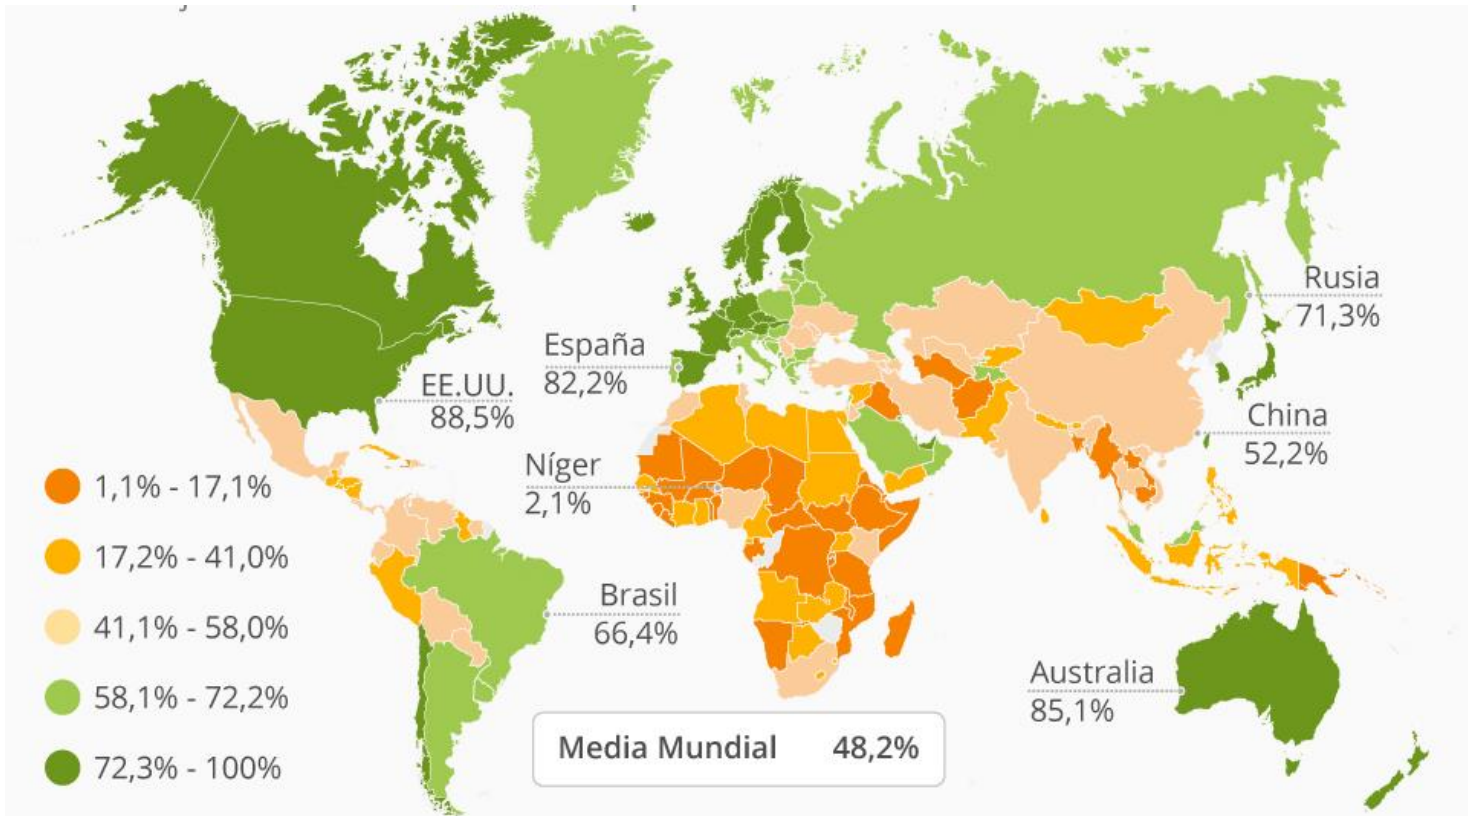 Rusia
71,3%
España
82,2%
EE.UU.
88,5%
China
52,2%
Níger
2,1%
1,1% - 17,1%
17,2% - 41,0%
41,1% - 58,0%
58,1% - 72,2%
72,3% - 100%
Brasil
66,4%
Australia
85,1%
Media Mundial 48,2%